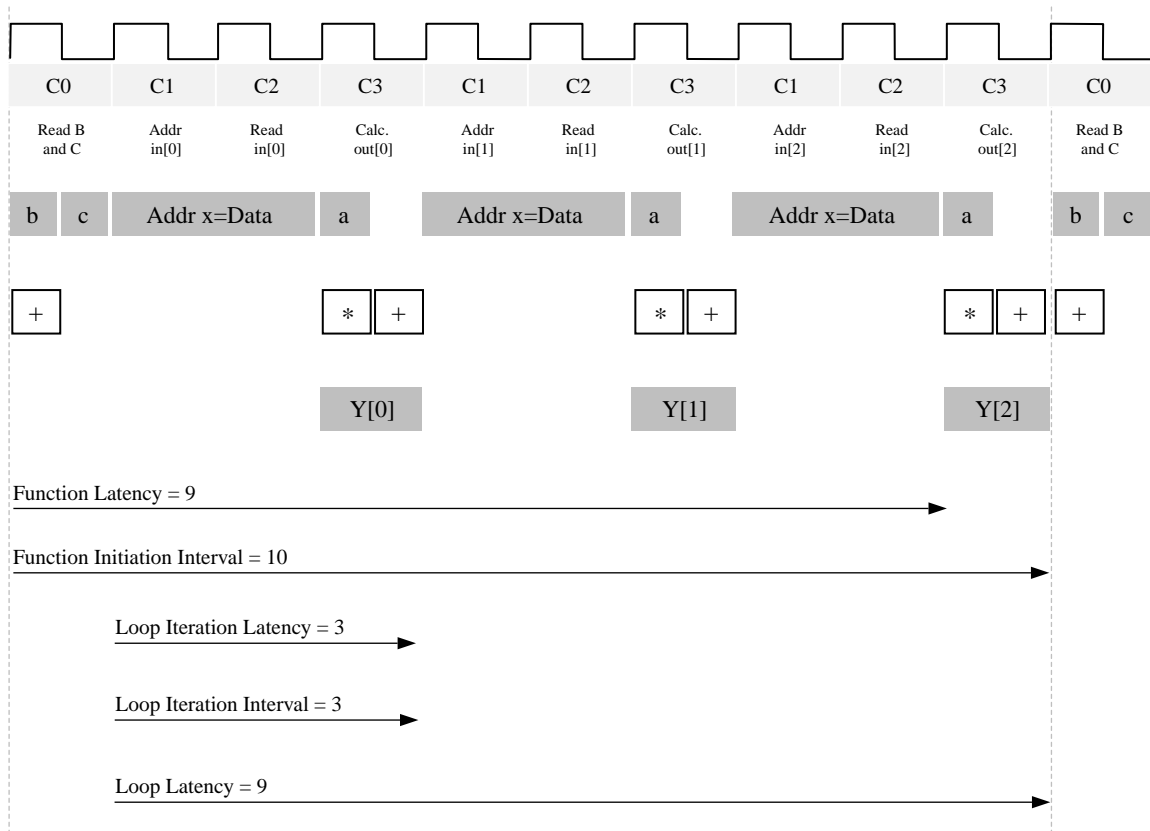 C0 C1 C2 C3 C1 C2 C3 C1 C2 C3 C0
Read B Addr Read Calc. Addr Read Calc. Addr Read Calc. Read B
and C in[0] in[0] out[0] in[1] in[1] out[1] in[2] in[2] out[2] and C
b c Addr x=Data a Addr x=Data a Addr x=Data a b c
+ * + * + * + +
Y[0] Y[1] Y[2]
Function Latency = 9
Function Initiation Interval = 10
Loop Iteration Latency = 3
Loop Iteration Interval = 3
Loop Latency = 9